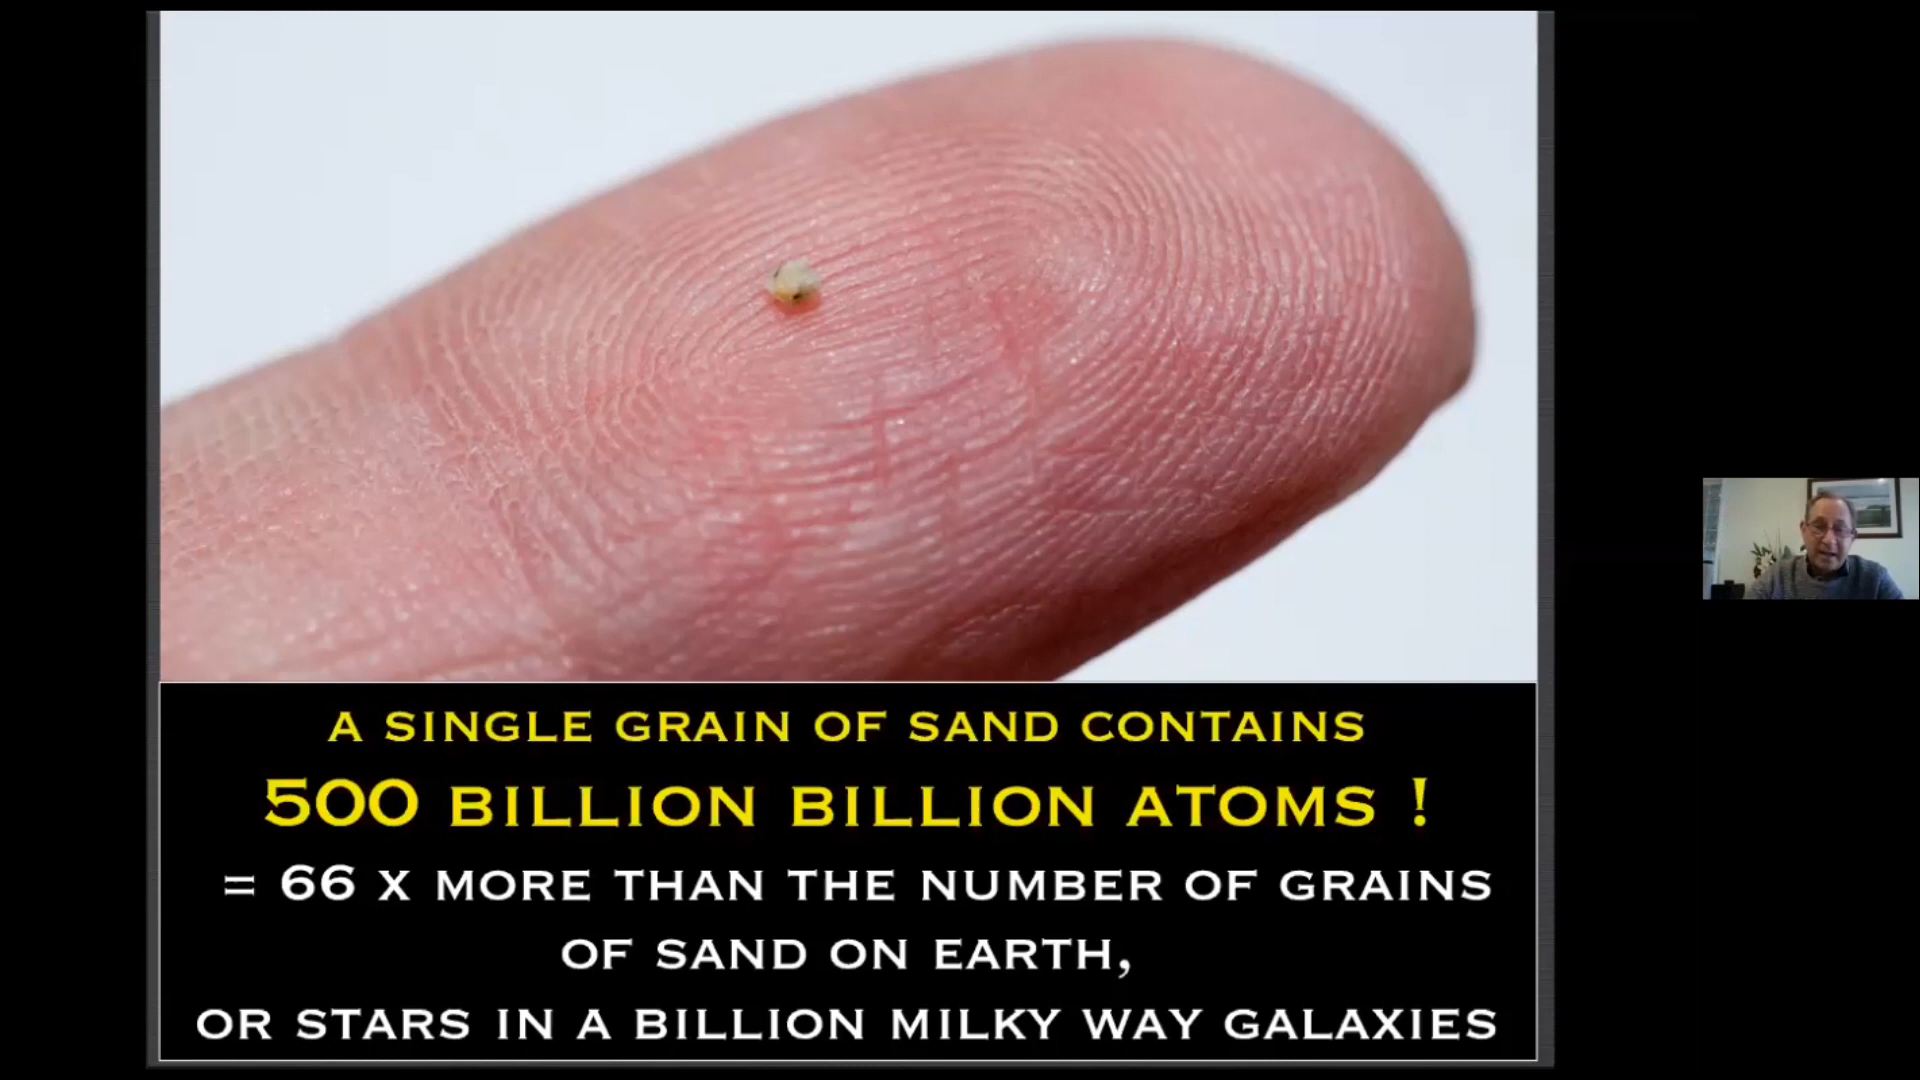 A SINGLE GRAIN OF SAND CONTAINS
500 BILLION BILLION ATOMS !
= 66 X MORE THAN THE NUMBER OF GRAINS
OF SAND ON EARTH,
OR STARS IN A BILLION MILKY WAY GALAXIES